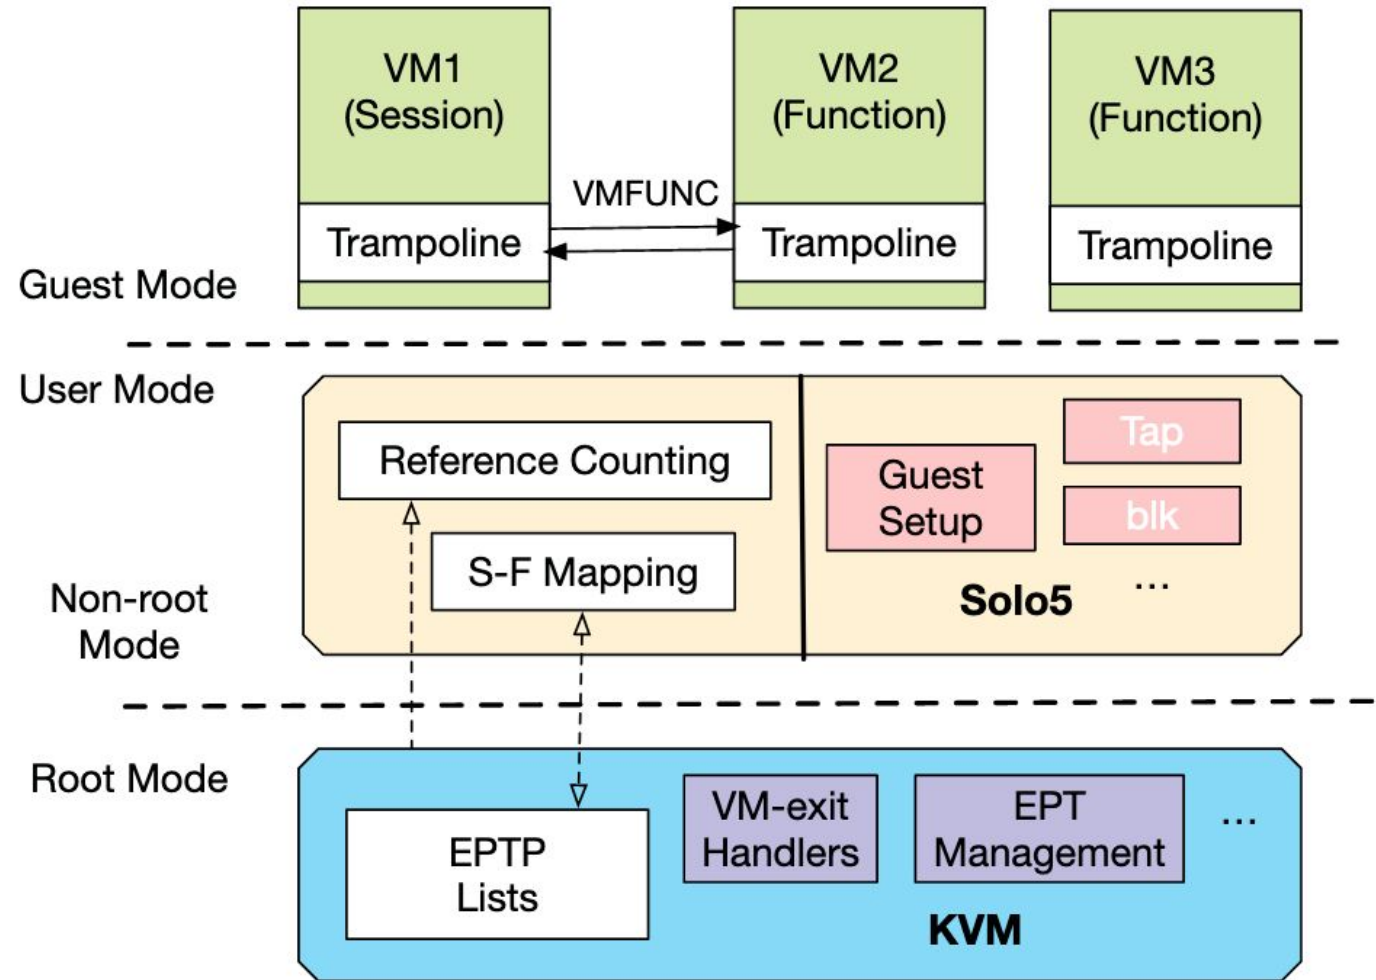 VM1
(Session)
VM2
(Function)
VM3
(Function)
VMFUNC
Trampoline
Trampoline
Trampoline
Guest Mode
User Mode
Reference Counting
S-F Mapping
Guest
Setup
Tap
blk
...
Solo5
Non-root
Mode
Root Mode
EPTP
Lists
VM-exit
Handlers
EPT
Management
...
KVM